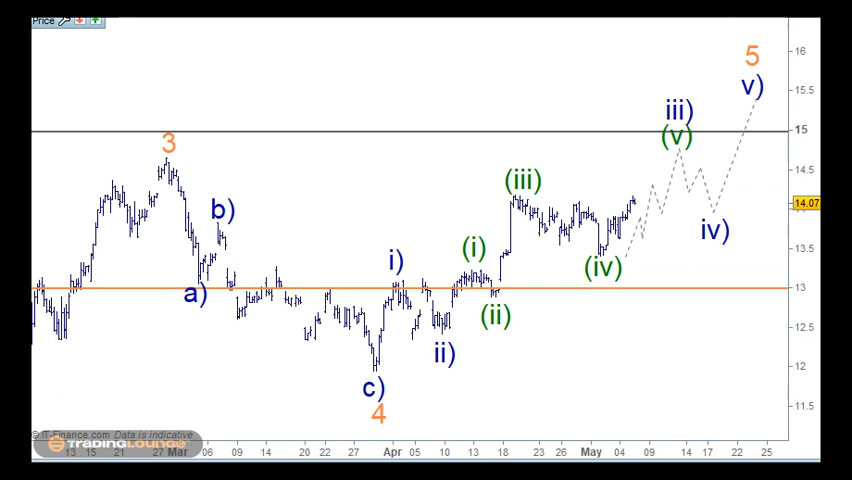 Price
16
5
15.5
v)
iii)
(v)
15
3
14.5
(iii)
14.07
b)
iv)
13.5
(i)
i)
(iv)
a)
13
(ii)
12.5
ii)
12
c)
4
11.5
© IT-Finance.com Data is indicative
TRADINGLOUNGE
13 15 21 27 Mar 06 09 14 20 22 27 Apr 05 10 13 18 23 26 May 04 09 14 17 22 25